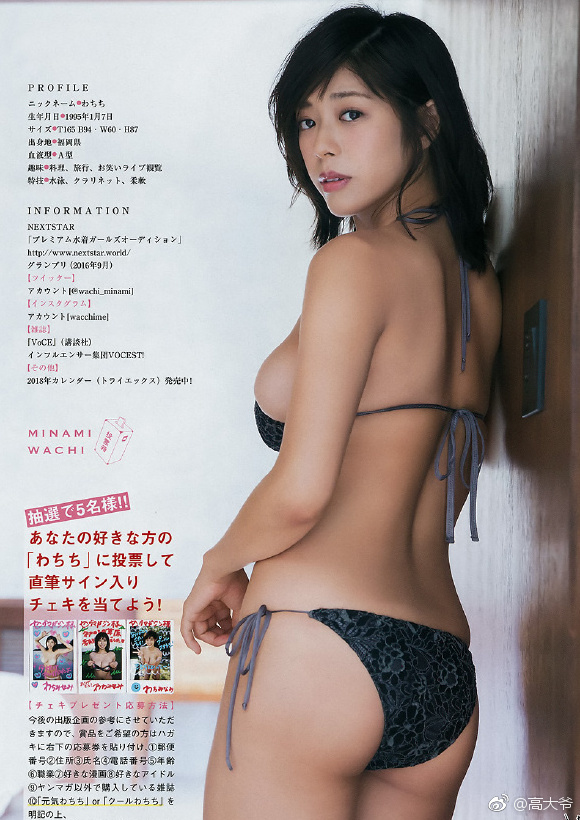 PROFILE
ニックネーム●わちち
生年月日●1995年1月7日
サイズ●T165 B94・W60・H87
出身地●福岡県
血液型●A型
趣味●料理、旅行、お笑いライブ観覧
特技●水泳、クラリネット、柔軟
INFORMATION
NEXTSTAR
「プレミアム水着ガールズオーディション」
http://www.nextstar.world/
グランプリ(2016年9月)
【ツイッター】
アカウント[@wachi_minami]
【インスタグラム】
アカウント[wacchime]
【雑誌】
『VoCE』(講談社)
インフルエンサー集団VOCEST!
【その他】
2018年カレンダー(トライエックス)発売中!
MINAMI
WACHI
抽選で5名様!!
あなたの好きな方の
「わちち」に投票して
直筆サイン入り
チェキを当てよう!
【チェキプレゼント応募方法】
今後の出版企画の参考にさせていただ
きますので、賞品をご希望の方はハガ
キに右下の応募券を貼り付け、①郵便
番号②住所③氏名④電話番号⑤年齢
⑥職業⑦好きな漫画⑧好きなアイドル
⑨ヤンマガ以外で購入している雑誌
⑩「元気わちち」or「クールわちち」を
明記の上、
@高大爷